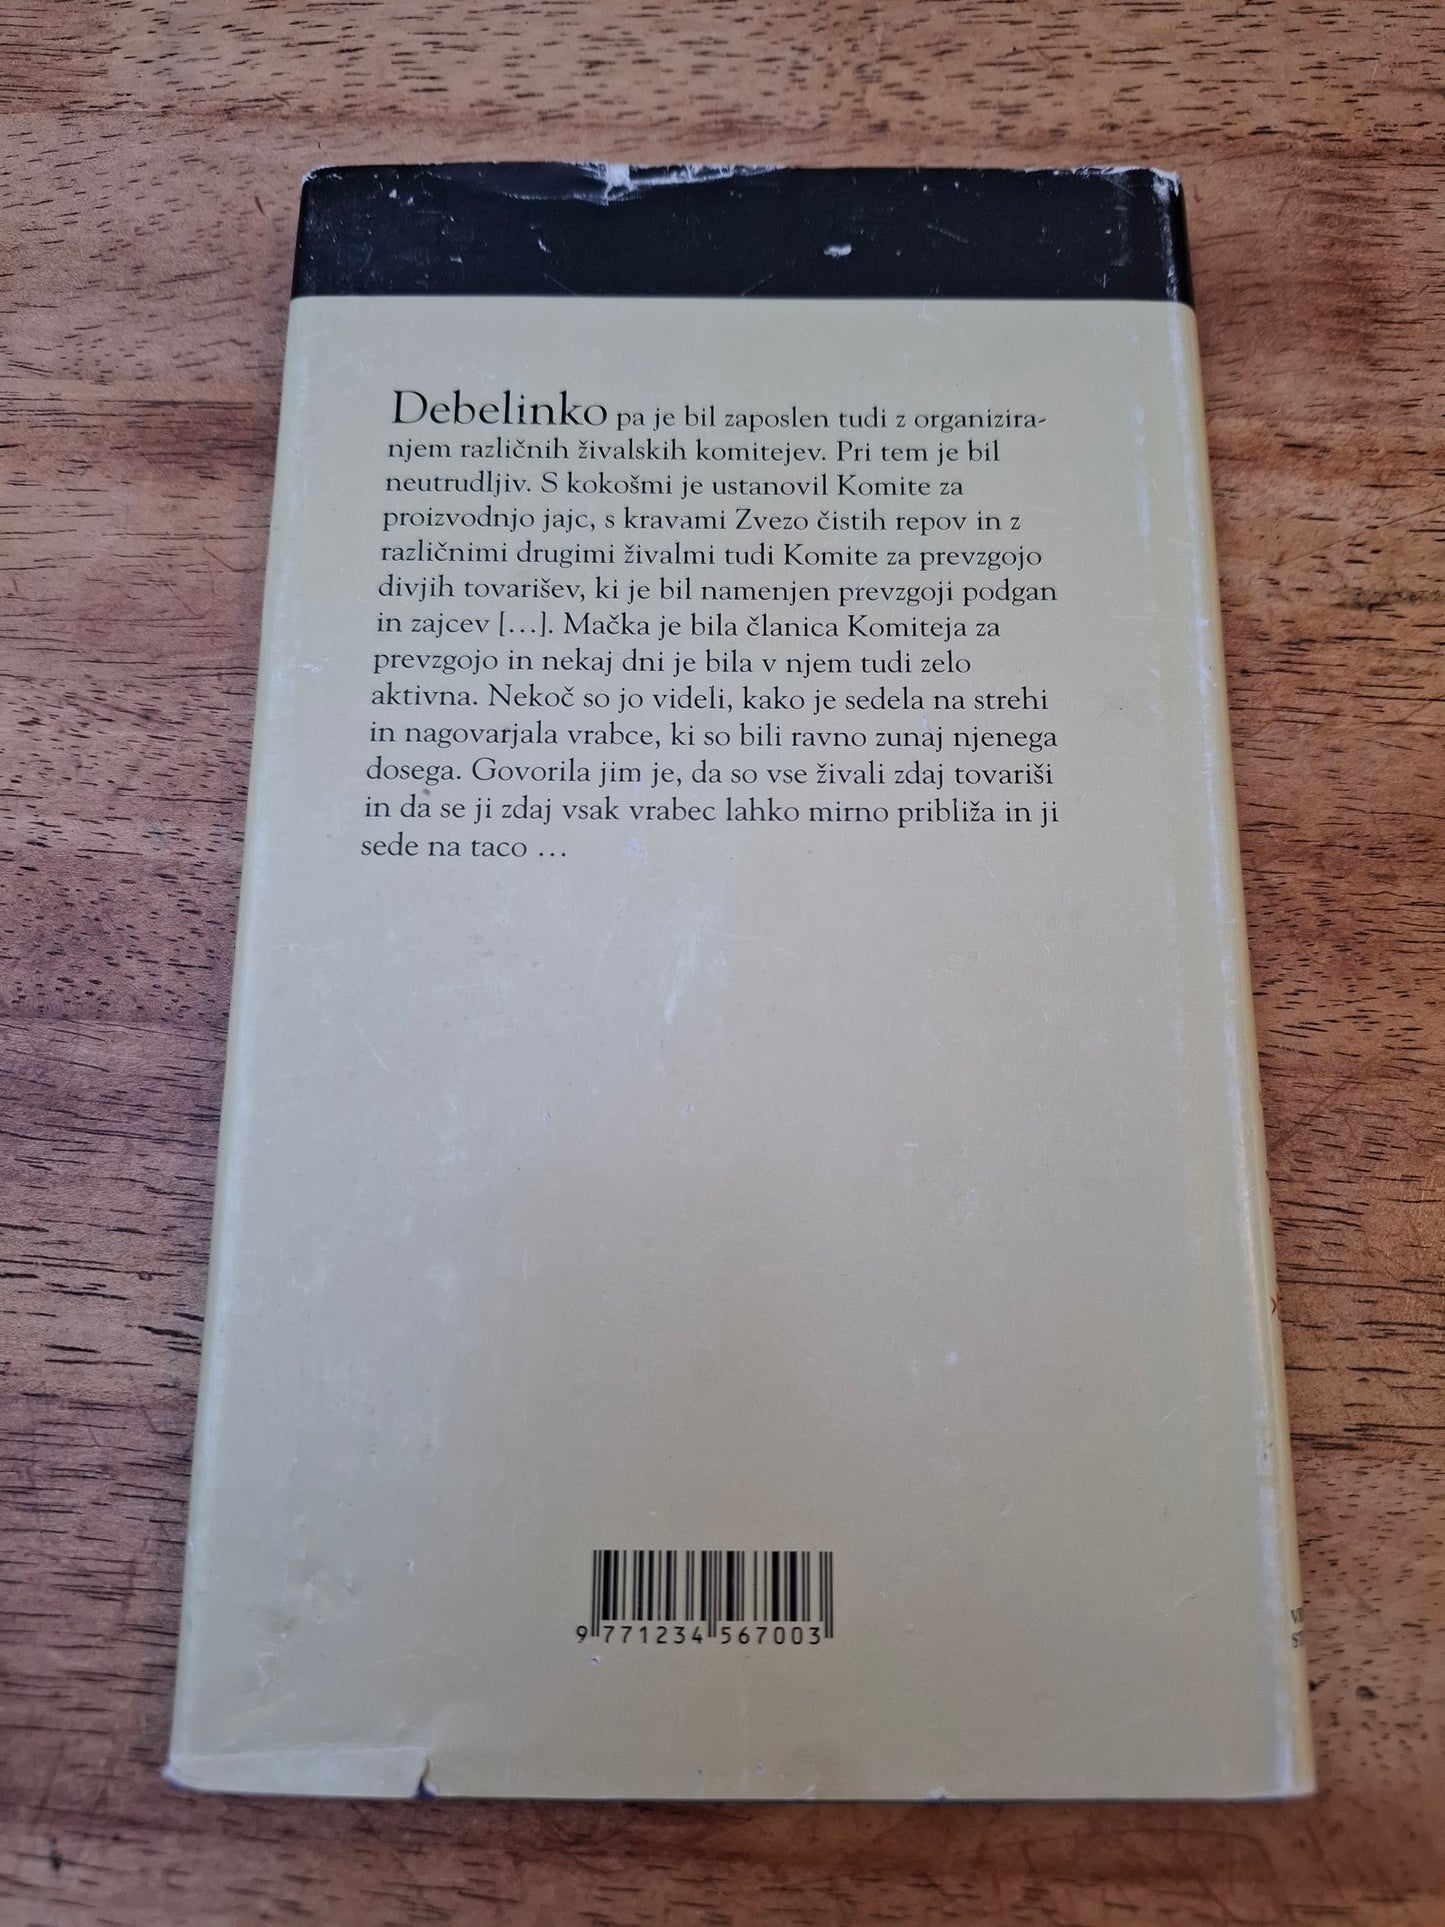 Debelinko pa je bil zaposlen tudi z organizira-
njem različnih živalskih komitejev. Pri tem je bil
neutrudljiv. S kokošmi je ustanovil Komite za
proizvodnjo jajc, s kravami Zvezo čistih repov in z
različnimi drugimi živalmi tudi Komite za prevzgojo
divjih tovarišev, ki je bil namenjen prevzgoji podgan
in zajcev [...]. Mačka je bila članica Komiteja za
prevzgojo in nekaj dni je bila v njem tudi zelo
aktivna. Nekoč so jo videli, kako je sedela na strehi
in nagovarjala vrabce, ki so bili ravno zunaj njenega
dosega. Govorila jim je, da so vse živali zdaj tovariši
in da se ji zdaj vsak vrabec lahko mirno približa in ji
sede na taco ...
9 771234 567003